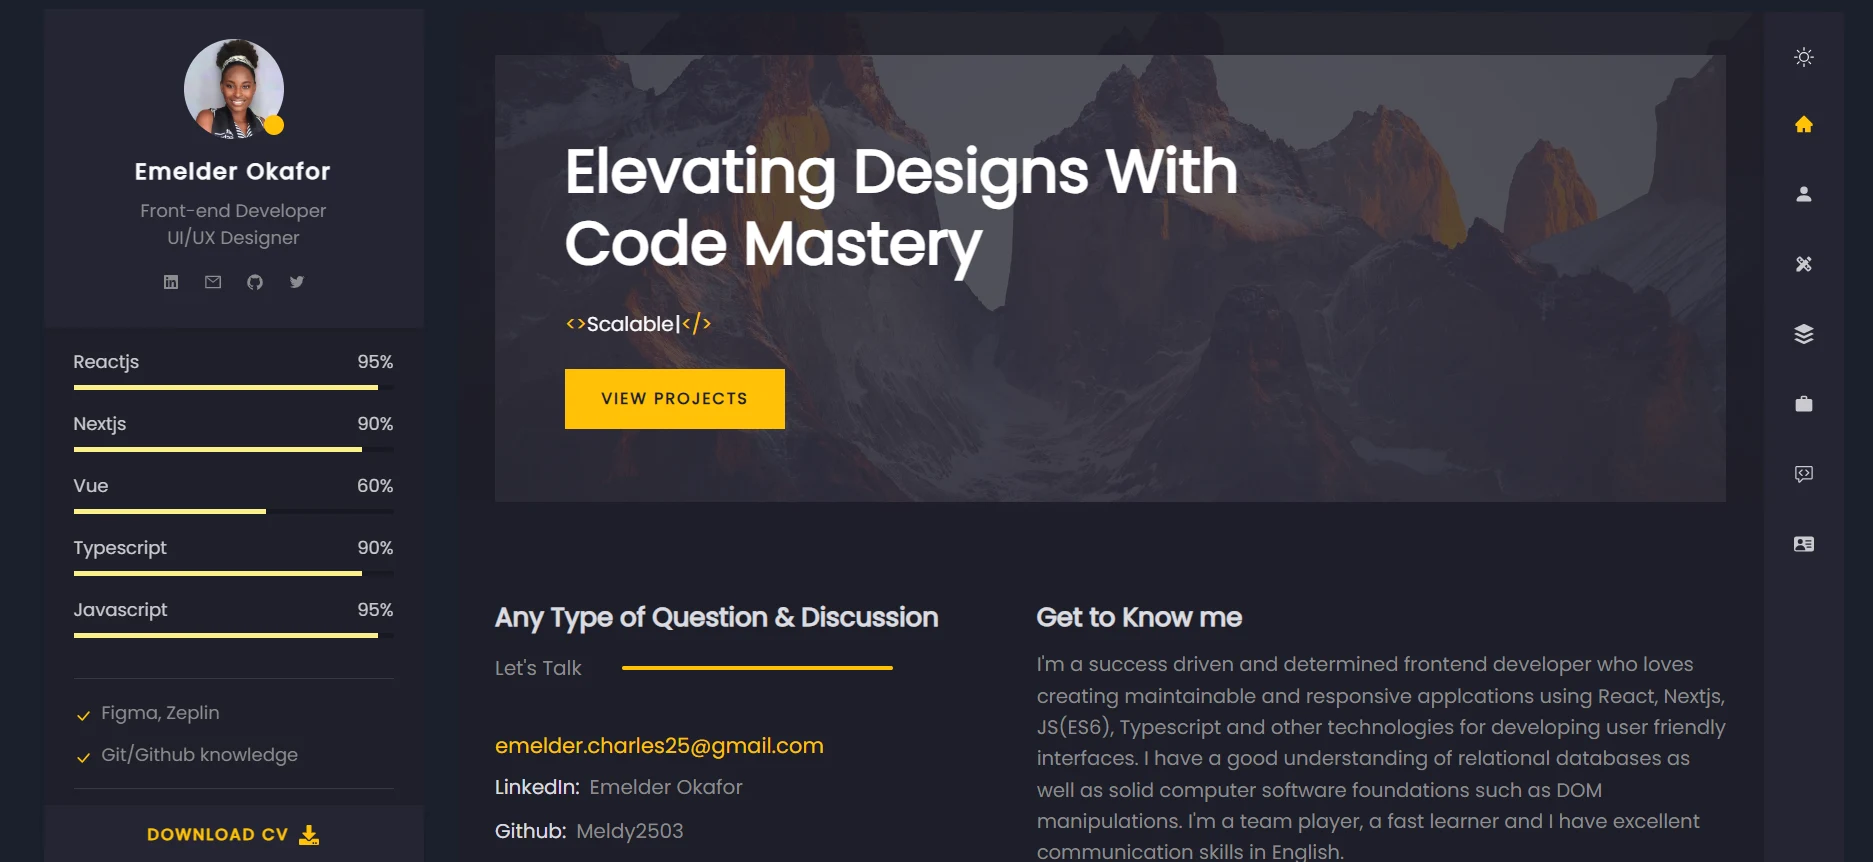 Emelder Okafor
Front-end Developer
UI/UX Designer
Reactjs 95%
Nextjs 90%
Vue 60%
Typescript 90%
Javascript 95%
Figma, Zeplin
Git/Github knowledge
DOWNLOAD CV
Elevating Designs With
Code Mastery
<>Scalable|</>
VIEW PROJECTS
Any Type of Question & Discussion
Let's Talk
emelder.charles25@gmail.com
LinkedIn: Emelder Okafor
Github: Meldy2503
Get to Know me
I'm a success driven and determined frontend developer who loves
creating maintainable and responsive applcations using React, Nextjs,
JS(ES6), Typescript and other technologies for developing user friendly
interfaces. I have a good understanding of relational databases as
well as solid computer software foundations such as DOM
manipulations. I'm a team player, a fast learner and I have excellent
communication skills in English.